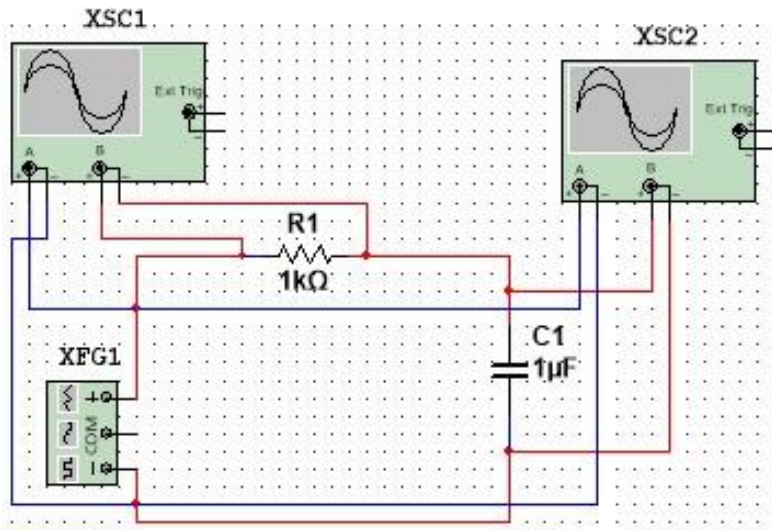 XSC1
Ext Trig
+
-
A
B
+ - + -
XSC2
Ext Trig
+
-
A
B
+ - + -
R1
1kΩ
XFG1
+
COM
-
C1
1µF